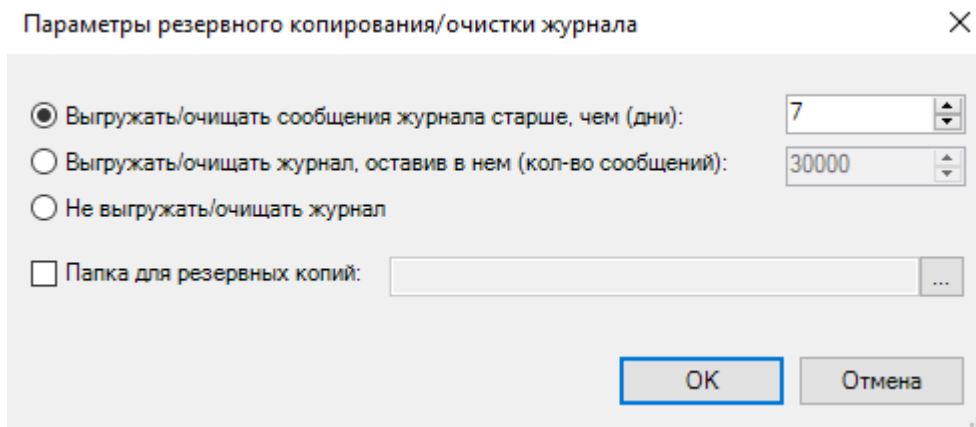 Параметры резервного копирования/очистки журнала
Выгружать/очищать сообщения журнала старше, чем (дни): 7
Выгружать/очищать журнал, оставив в нем (кол-во сообщений): 30000
Не выгружать/очищать журнал
Папка для резервных копий: ...
OK Отмена